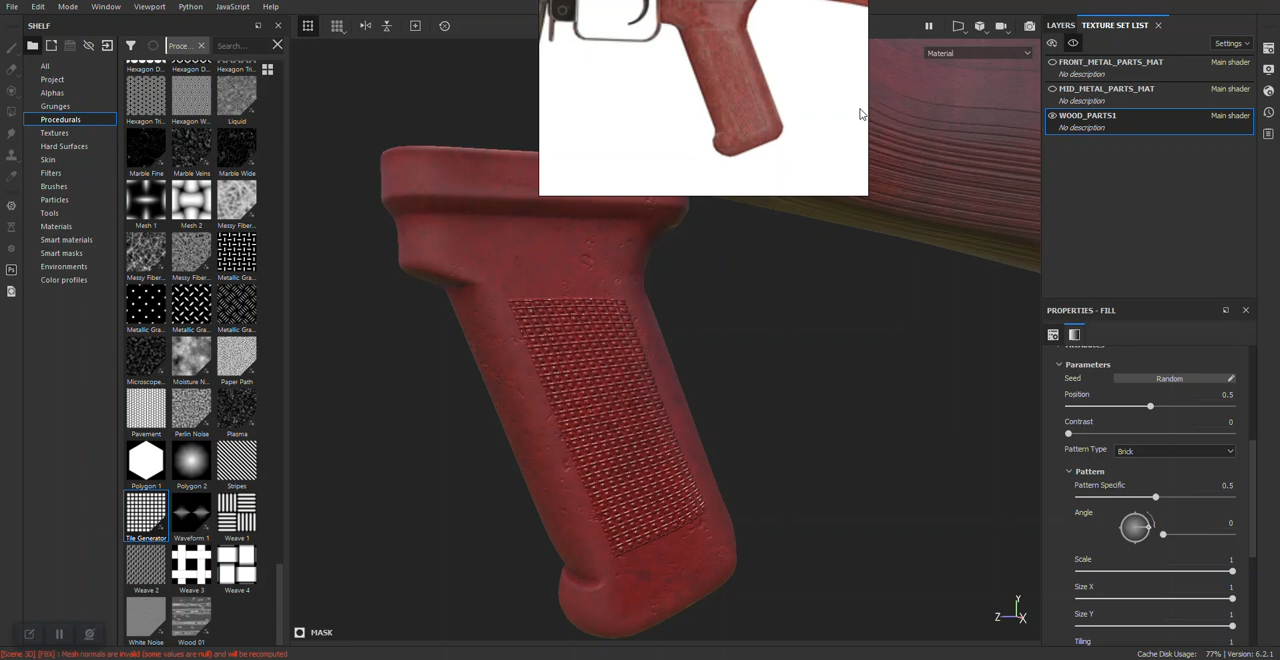 File Edit Mode Window Viewport Python JavaScript Help
SHELF
Proce... Search...
All
Project
Alphas
Grunges
Procedurals
Textures
Hard Surfaces
Skin
Filters
Brushes
Particles
Tools
Materials
Smart materials
Smart masks
Environments
Color profiles
Hexagon D... Hexagon D... Hexagon Tri...
Hexagon Tri... Hexagon W... Liquid
Marble Fine Marble Veins Marble Wide
Mesh 1 Mesh 2 Messy Fiber...
Messy Fiber... Messy Fiber... Metallic Gra...
Metallic Gra... Metallic Gra... Metallic Gra...
Microscope... Moisture N... Paper Path
Pavement Perlin Noise Plasma
Polygon 1 Polygon 2 Stripes
Tile Generator Waveform 1 Weave 1
Weave 2 Weave 3 Weave 4
White Noise Wood 01
Material
MASK
Y
Z X
LAYERS TEXTURE SET LIST
Settings
FRONT_METAL_PARTS_MAT Main shader
No description
MID_METAL_PARTS_MAT Main shader
No description
WOOD_PARTS1 Main shader
No description
PROPERTIES - FILL
Attributes
Parameters
Seed Random
Position 0.5
Contrast 0
Pattern Type Brick
Pattern
Pattern Specific 0.5
Angle 0
Scale 1
Size X 1
Size Y 1
Tiling 1
Ps
[Scene 3D] [FBX] : Mesh normals are invalid (some values are null) and will be recomputed
Cache Disk Usage: 77% | Version: 6.2.1